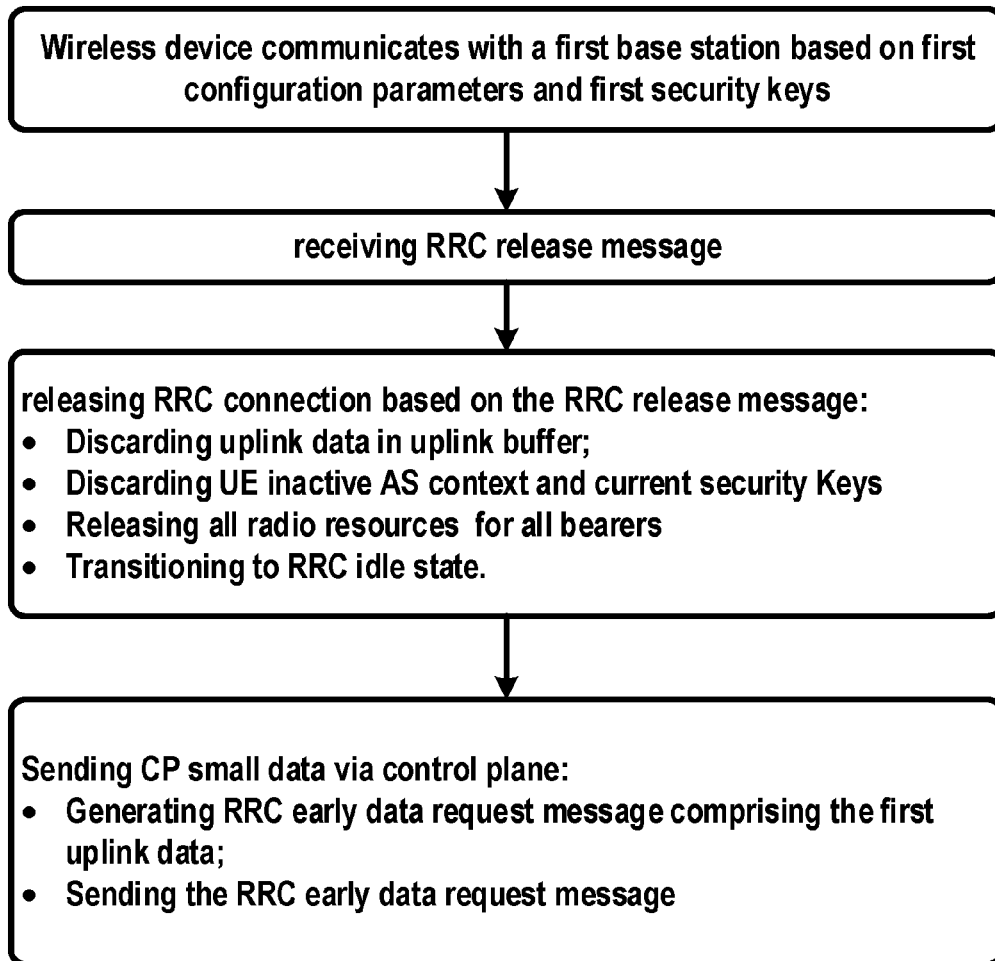 Wireless device communicates with a first base station based on first
configuration parameters and first security keys
receiving RRC release message
releasing RRC connection based on the RRC release message:
• Discarding uplink data in uplink buffer;
• Discarding UE inactive AS context and current security Keys
• Releasing all radio resources for all bearers
• Transitioning to RRC idle state.
Sending CP small data via control plane:
• Generating RRC early data request message comprising the first
uplink data;
• Sending the RRC early data request message